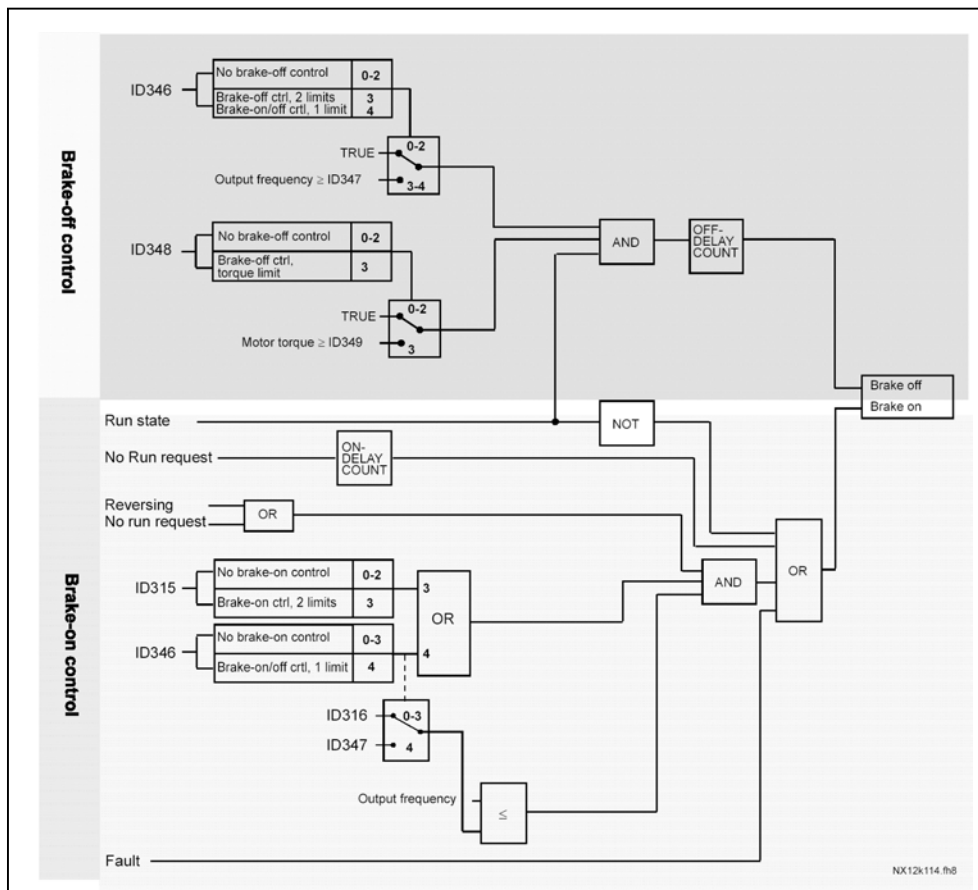 Brake-off control
ID346
No brake-off control 0-2
Brake-off ctrl, 2 limits 3
Brake-on/off crtl, 1 limit 4
TRUE
0-2
Output frequency ≥ ID347
3-4
ID348
No brake-off control 0-2
Brake-off ctrl,
torque limit 3
TRUE
0-2
Motor torque ≥ ID349
3
AND
OFF-
DELAY
COUNT
Brake off
Brake on
Brake-on control
Run state
NOT
No Run request
ON-
DELAY
COUNT
Reversing
No run request
OR
ID315
No brake-on control 0-2
Brake-on ctrl, 2 limits 3
ID346
No brake-on control 0-3
Brake-on/off crtl, 1 limit 4
3
OR
4
AND
OR
ID316
0-3
ID347
4
Output frequency
≤
Fault
NX12k114.fh8